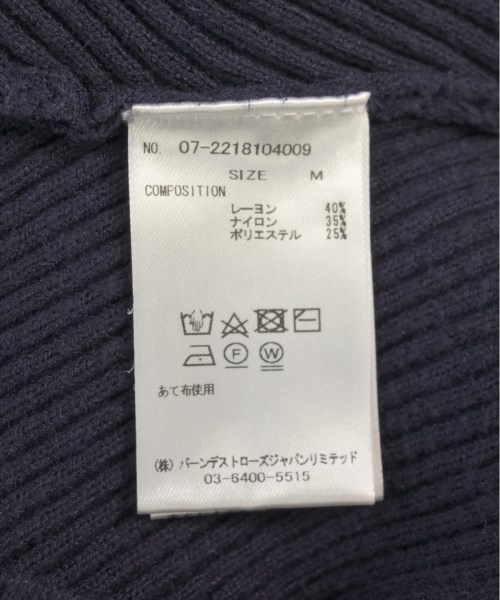 NO. 07-2218104009
SIZE M
COMPOSITION
レーヨン 40%
ナイロン 35%
ポリエステル 25%
F W
あて布使用
(株) バーンデストローズジャパンリミテッド
03-6400-5515